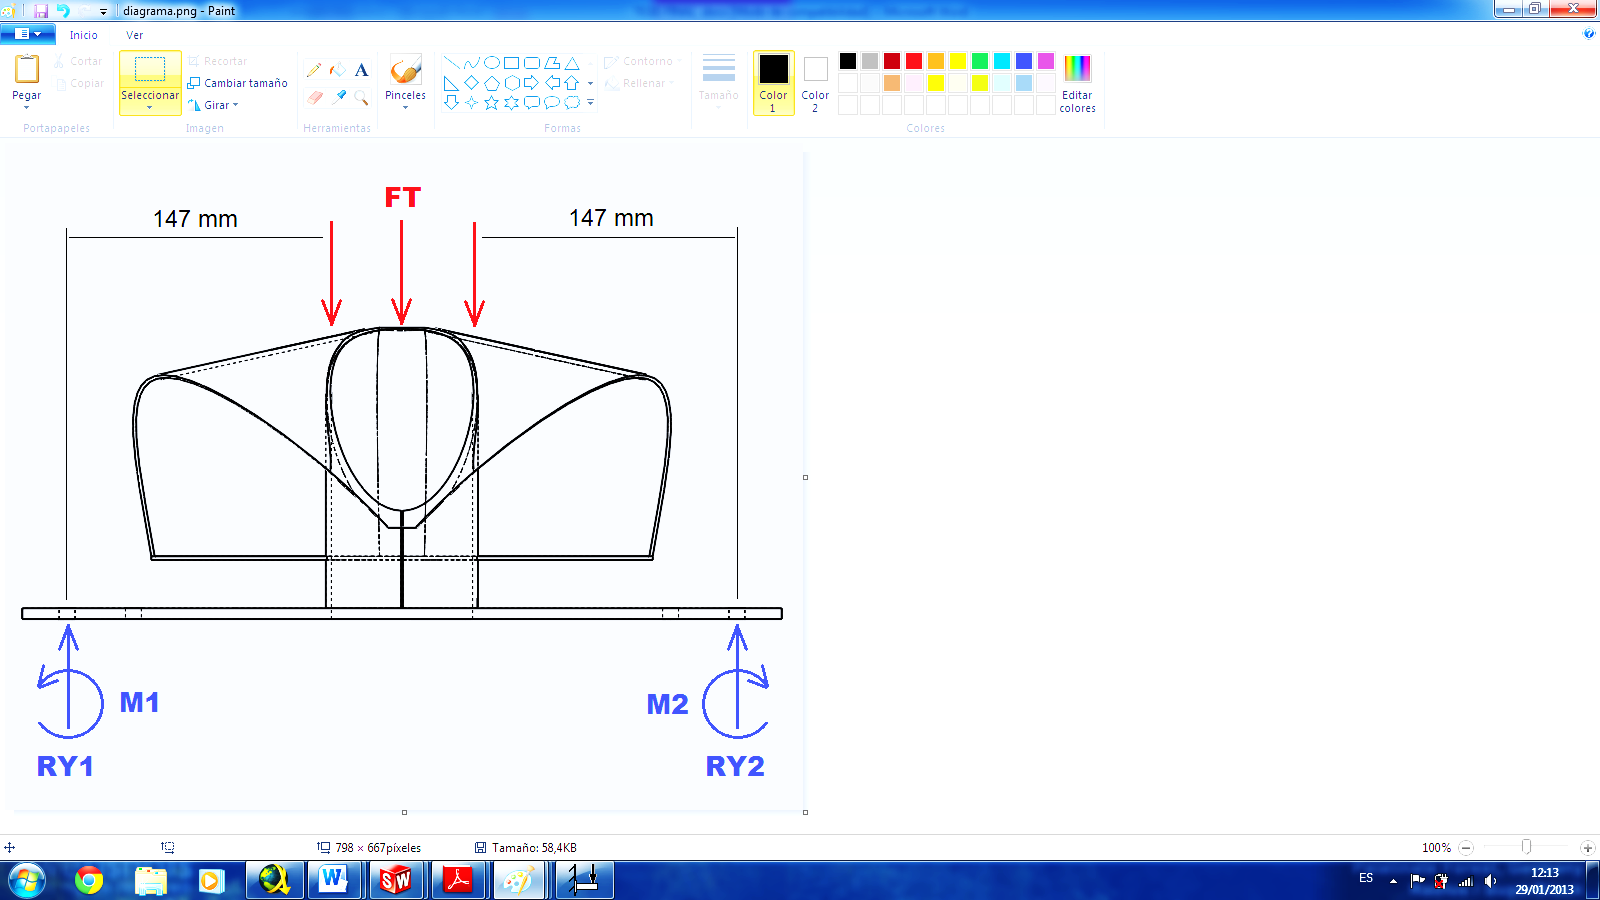 diagrama.png - Paint
Inicio Ver
Pegar
Cortar
Copiar
Portapapeles
Seleccionar
Recortar
Cambiar tamaño
Girar
Imagen
A
Herramientas
Pinceles
Contorno
Rellenar
Formas
Tamaño
Color 1
Color 2
Editar colores
Colores
FT
147 mm 147 mm
M1 M2
RY1 RY2
798 × 667píxeles
Tamaño: 58,4KB
100%
ES
12:13
29/01/2013